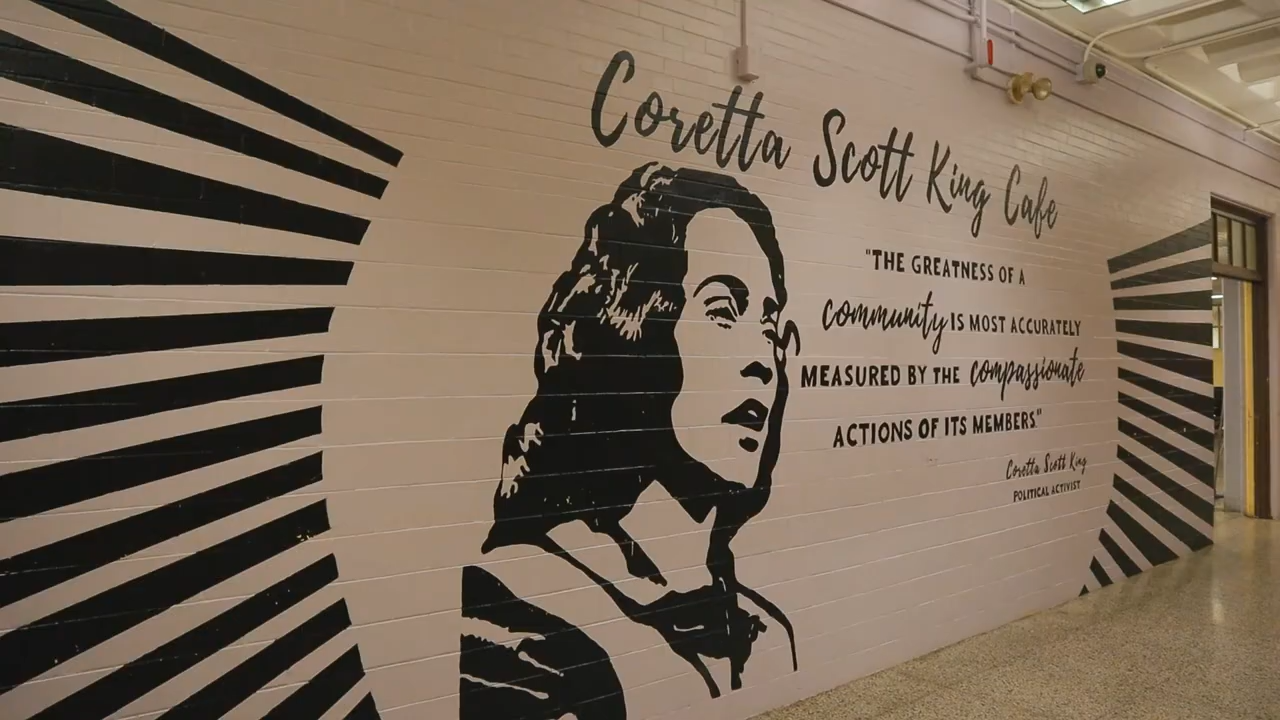 Coretta Scott King Cafe
"THE GREATNESS OF A
community IS MOST ACCURATELY
MEASURED BY THE compassionate
ACTIONS OF ITS MEMBERS"
Coretta Scott King
POLITICAL ACTIVIST